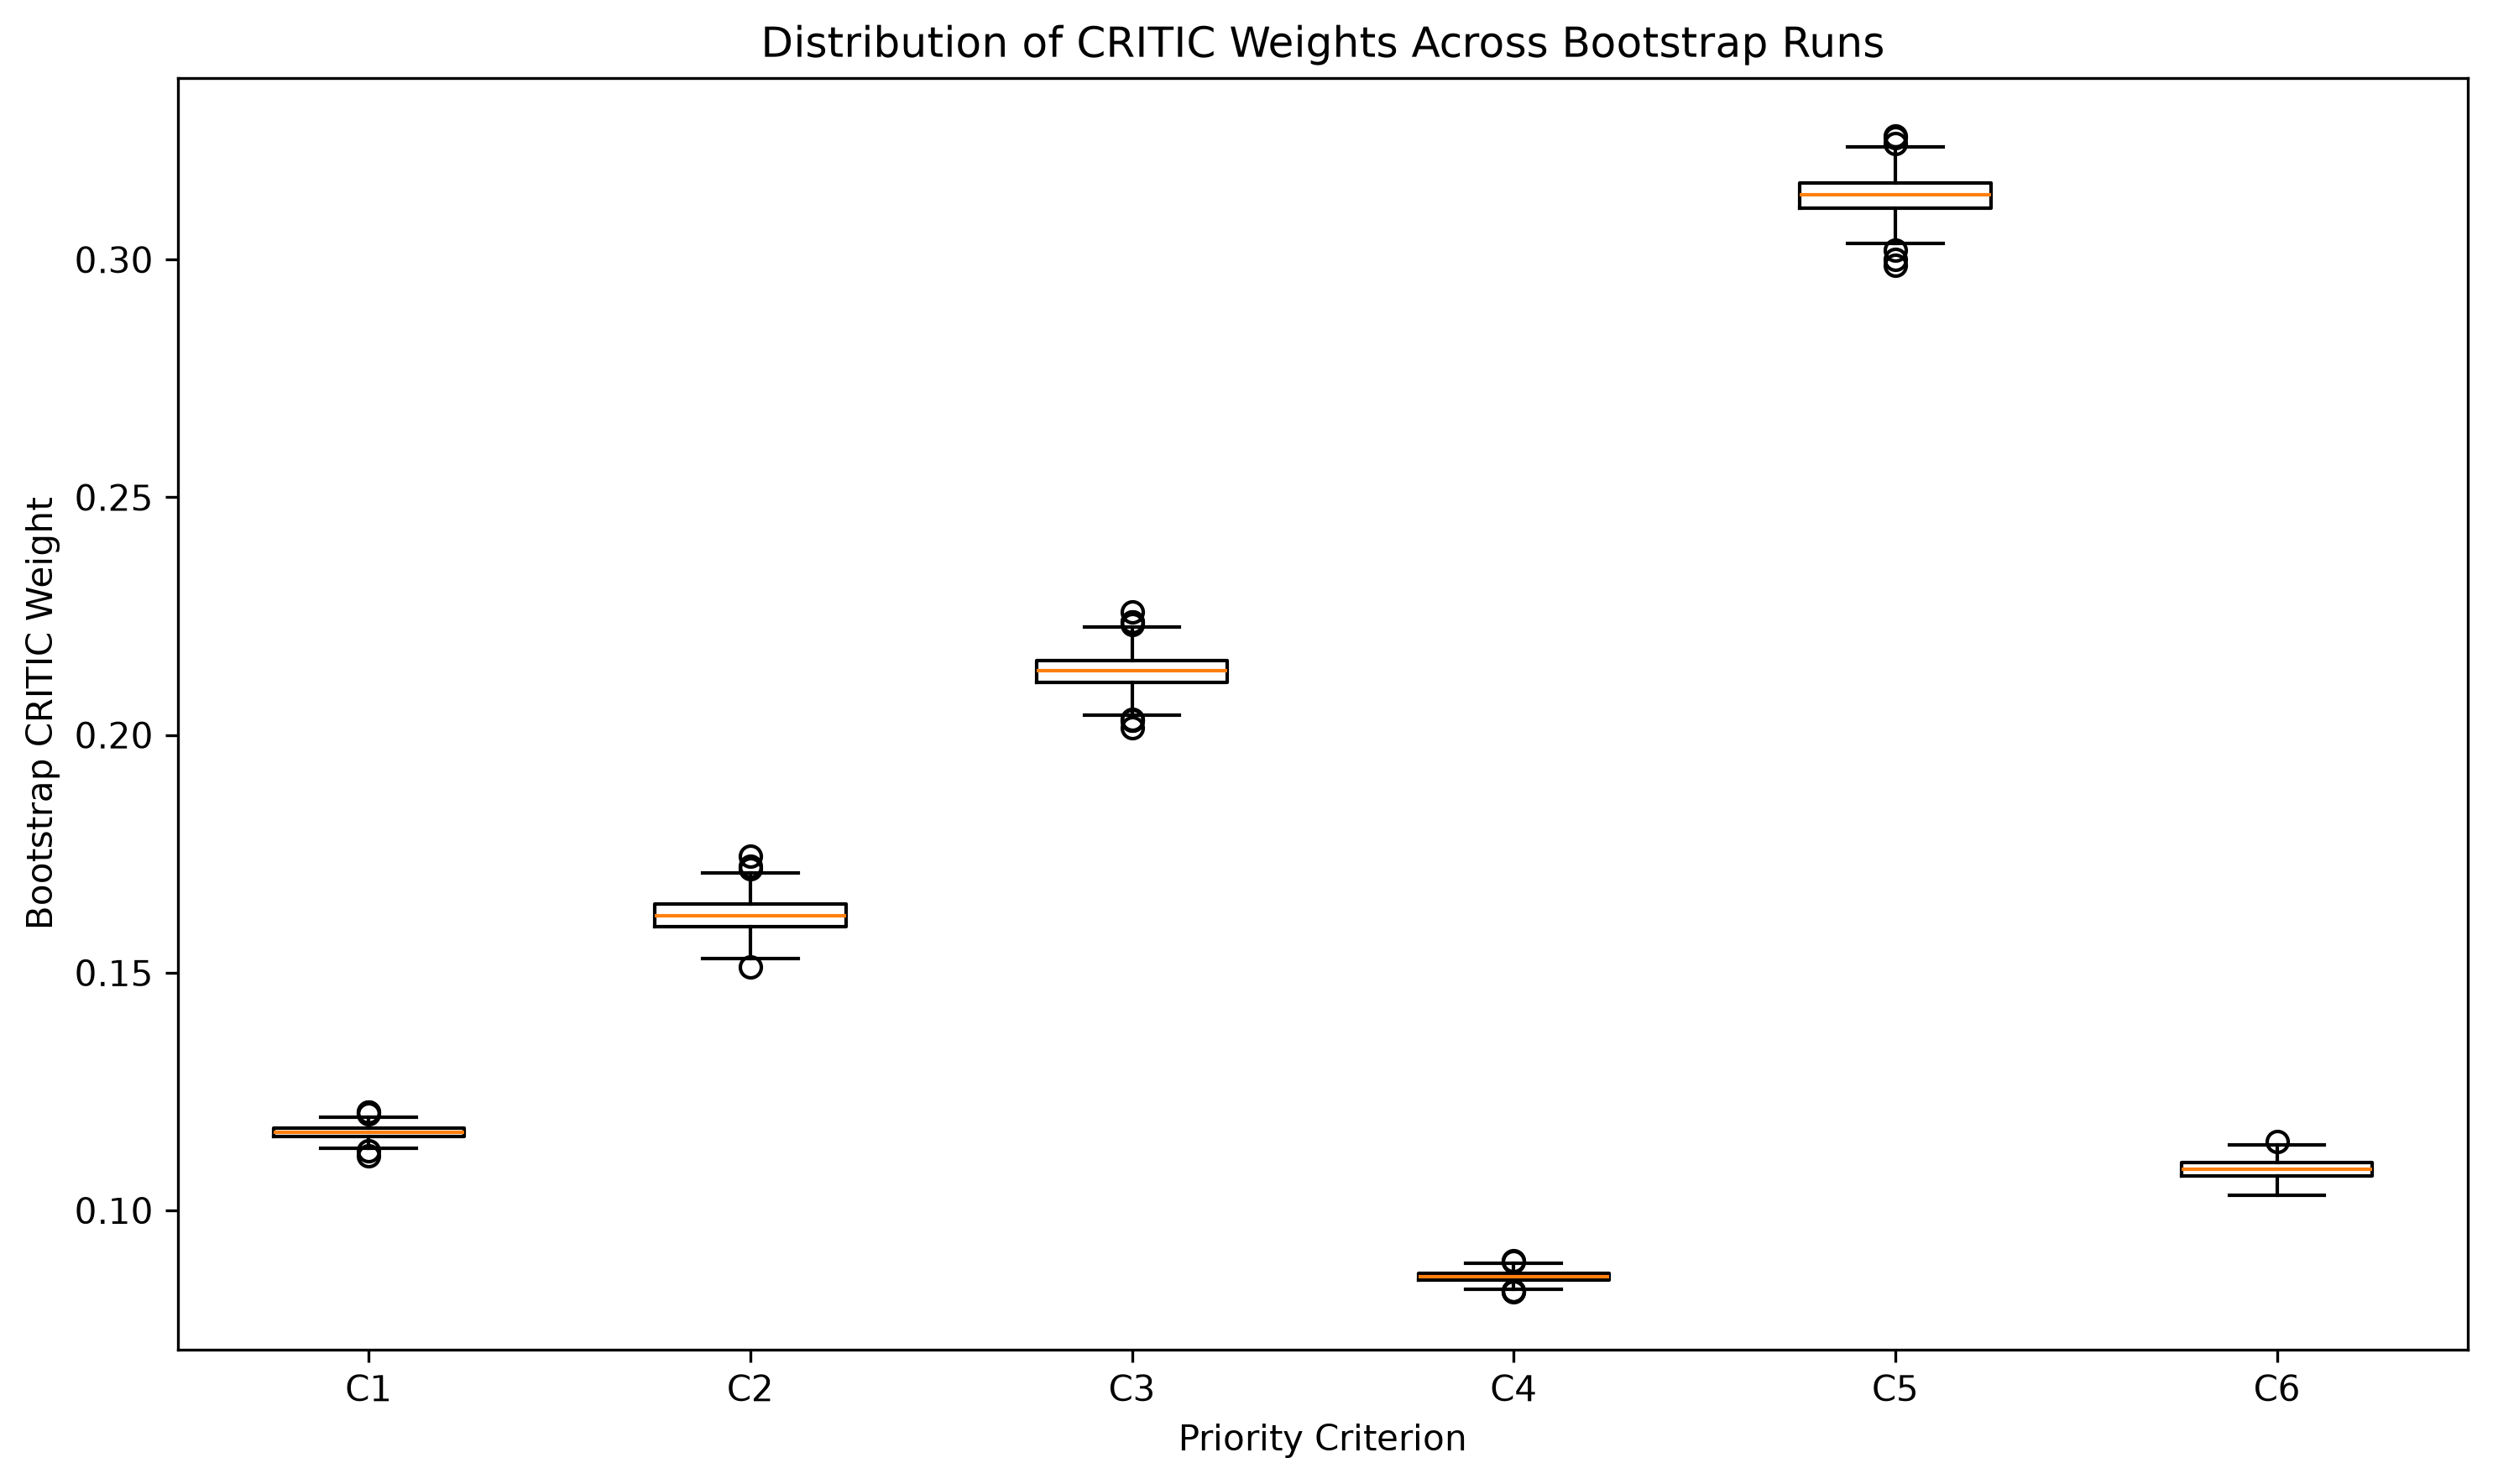 Distribution of CRITIC Weights Across Bootstrap Runs
Bootstrap CRITIC Weight
0.30
0.25
0.20
0.15
0.10
C1 C2 C3 C4 C5 C6
Priority Criterion